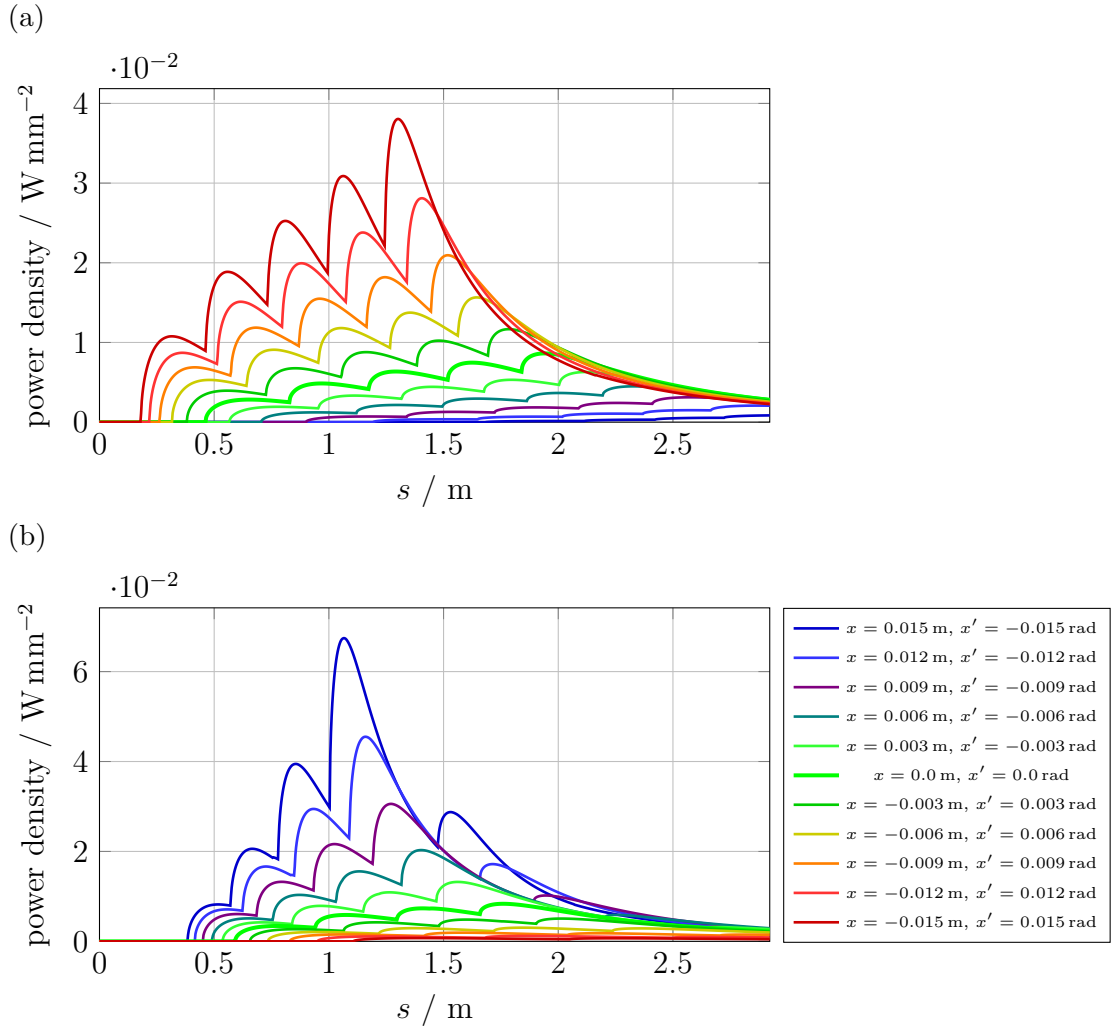 (a)
·10−2
4
3
2
1
0
power density / W mm−2
0 0.5 1 1.5 2 2.5
s / m
(b)
·10−2
6
4
2
0
power density / W mm−2
0 0.5 1 1.5 2 2.5
s / m
x = 0.015 m, x′ = −0.015 rad
x = 0.012 m, x′ = −0.012 rad
x = 0.009 m, x′ = −0.009 rad
x = 0.006 m, x′ = −0.006 rad
x = 0.003 m, x′ = −0.003 rad
x = 0.0 m, x′ = 0.0 rad
x = −0.003 m, x′ = 0.003 rad
x = −0.006 m, x′ = 0.006 rad
x = −0.009 m, x′ = 0.009 rad
x = −0.012 m, x′ = 0.012 rad
x = −0.015 m, x′ = 0.015 rad